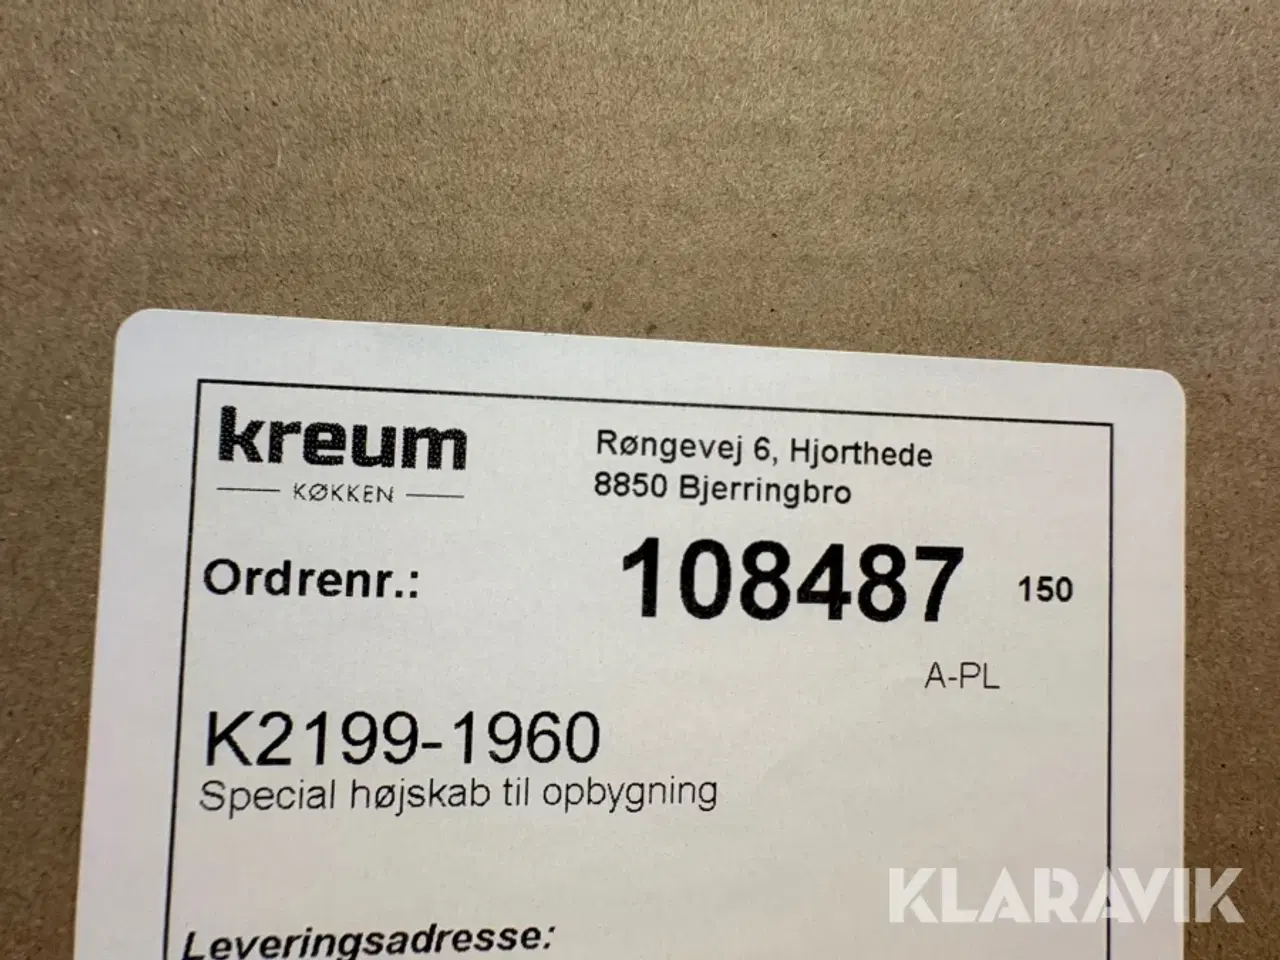 kreum
KØKKEN
Røngevej 6, Hjorthede
8850 Bjerringbro
Ordrenr.: 108487 150
A-PL
K2199-1960
Special højskab til opbygning
Leveringsadresse:
KLARAVIK